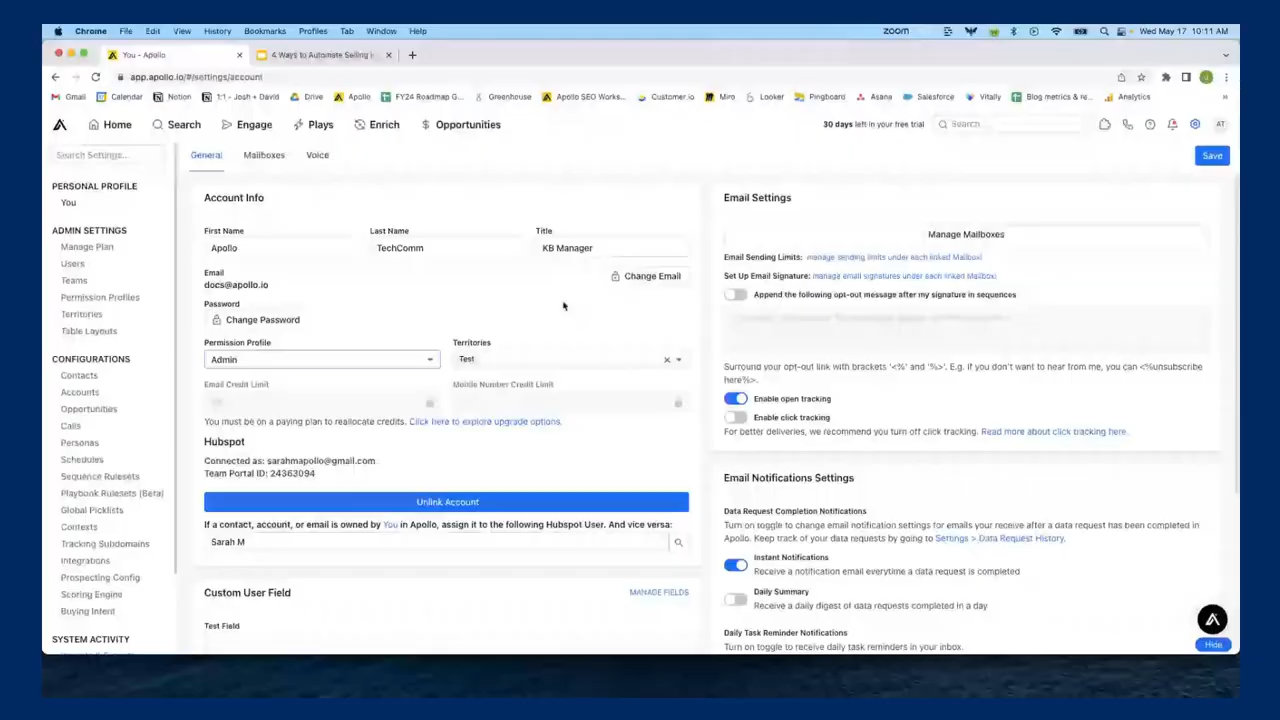 Chrome File Edit View History Bookmarks Profiles Tab Window Help
zoom Wed May 17 10:11 AM
You - Apollo
4 Ways to Automate Selling
app.apollo.io/#/settings/account
Gmail Calendar Notion 1:1 - Josh + David Drive Apollo FY24 Roadmap G... Greenhouse Apollo SEO Works... Customer.io Miro Looker Pingboard Asana Salesforce Vitally Blog metrics & re... Analytics
Home Search Engage Plays Enrich Opportunities
30 days left in your free trial
Search
AT
Search Settings...
PERSONAL PROFILE
You
ADMIN SETTINGS
Manage Plan
Users
Teams
Permission Profiles
Territories
Table Layouts
CONFIGURATIONS
Contacts
Accounts
Opportunities
Calls
Personas
Schedules
Sequence Rulesets
Playbook Rulesets (Beta)
Global Picklists
Contexts
Tracking Subdomains
Integrations
Prospecting Config
Scoring Engine
Buying Intent
SYSTEM ACTIVITY
General Mailboxes Voice
Save
Account Info
First Name
Last Name
Title
Apollo
TechComm
KB Manager
Email
docs@apollo.io
Change Email
Password
Change Password
Permission Profile
Territories
Admin
Test
Email Credit Limit
Mobile Number Credit Limit
You must be on a paying plan to reallocate credits. Click here to explore upgrade options.
Hubspot
Connected as: sarahmapollo@gmail.com
Team Portal ID: 24363094
Unlink Account
If a contact, account, or email is owned by You in Apollo, assign it to the following Hubspot User. And vice versa:
Sarah M
Custom User Field
MANAGE FIELDS
Test Field
Email Settings
Manage Mailboxes
Email Sending Limits: manage sending limits under each linked Mailbox!
Set Up Email Signature: manage email signatures under each linked Mailbox!
Append the following opt-out message after my signature in sequences
Surround your opt-out link with brackets '<%' and '%>'. E.g. if you don't want to hear from me, you can <%unsubscribe
here%>.
Enable open tracking
Enable click tracking
For better deliveries, we recommend you turn off click tracking. Read more about click tracking here.
Email Notifications Settings
Data Request Completion Notifications
Turn on toggle to change email notification settings for emails your receive after a data request has been completed in
Apollo. Keep track of your data requests by going to Settings > Data Request History.
Instant Notifications
Receive a notification email everytime a data request is completed
Daily Summary
Receive a daily digest of data requests completed in a day
Daily Task Reminder Notifications
Turn on toggle to receive daily task reminders in your inbox.
Hide